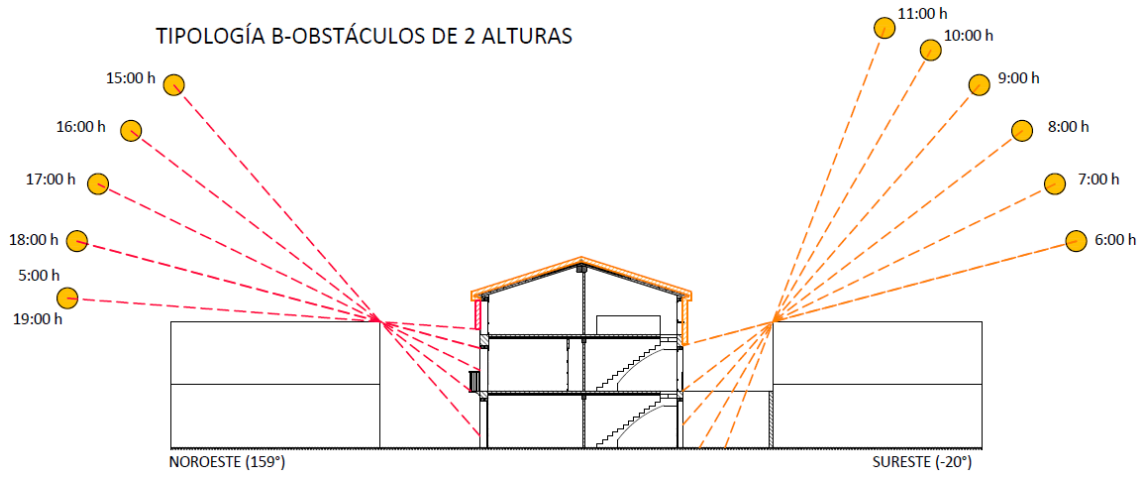 TIPOLOGÍA B-OBSTÁCULOS DE 2 ALTURAS
15:00 h
16:00 h
17:00 h
18:00 h
5:00 h
19:00 h
11:00 h
10:00 h
9:00 h
8:00 h
7:00 h
6:00 h
NOROESTE (159°)
SURESTE (-20°)